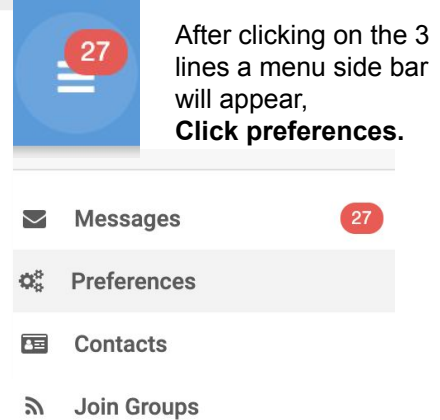 27
After clicking on the 3
lines a menu side bar
will appear,
Click preferences.
Messages 27
Preferences
Contacts
Join Groups